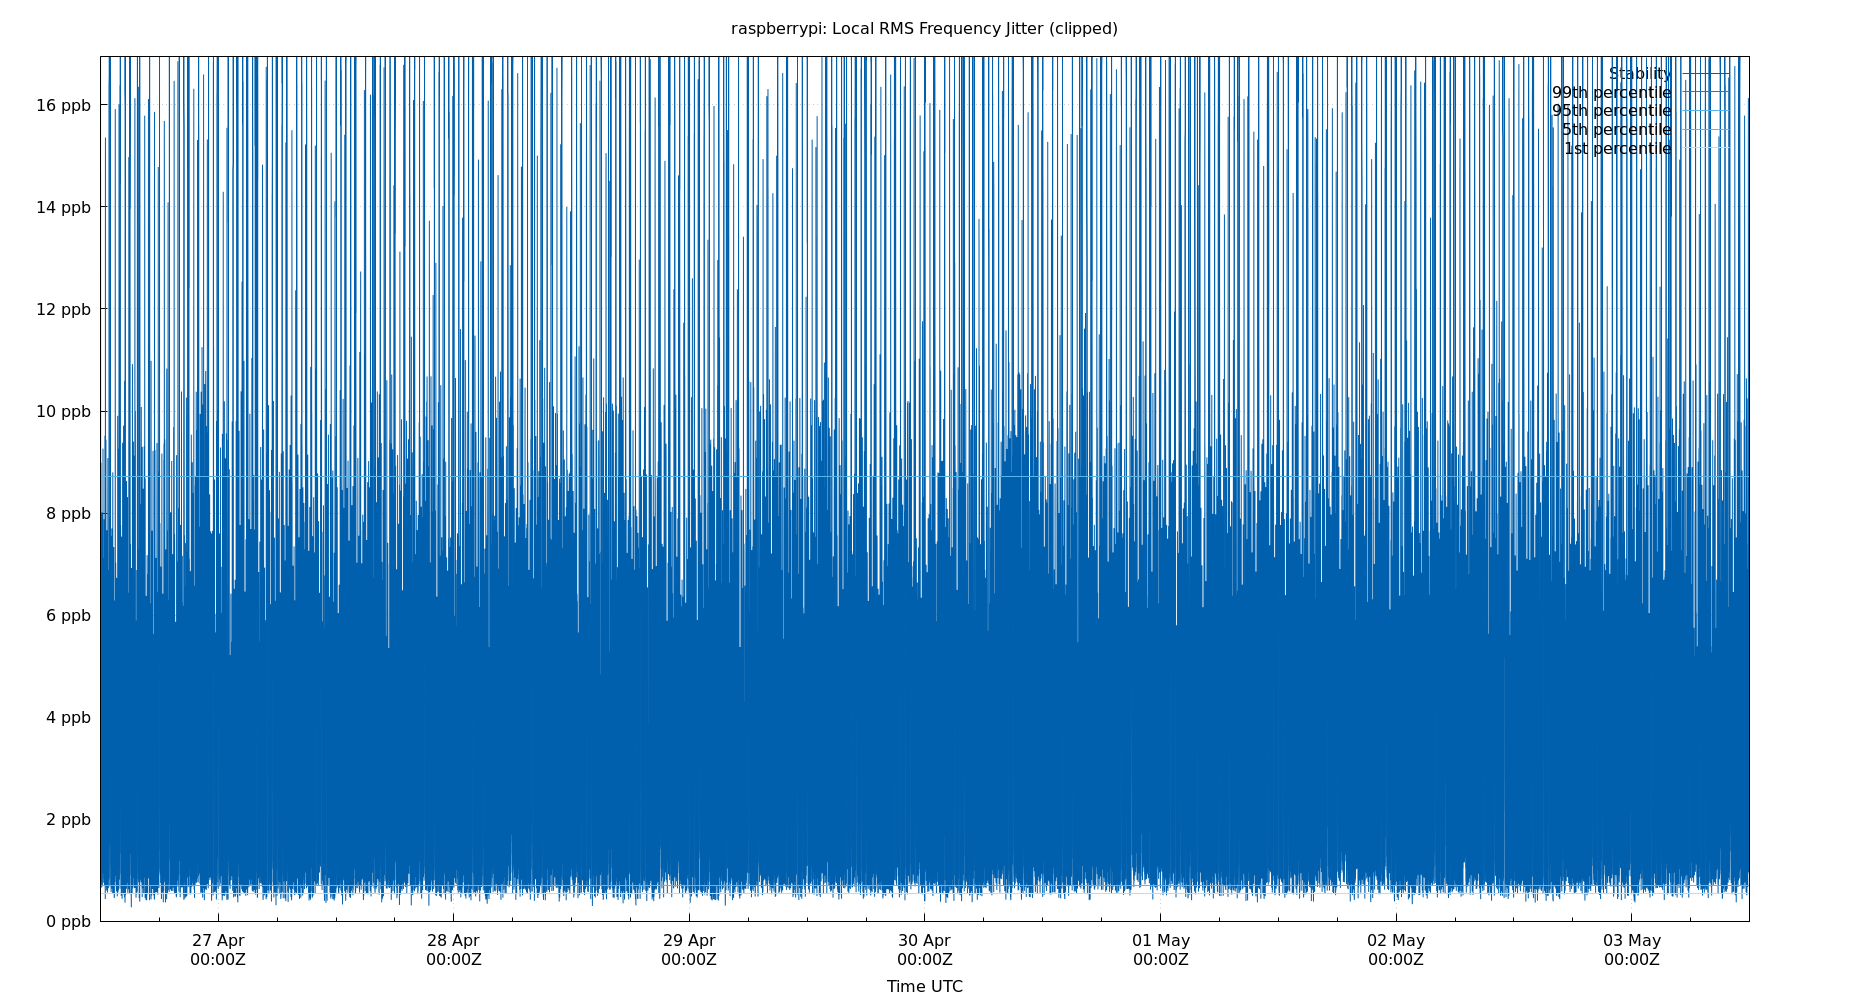 raspberrypi: Local RMS Frequency Jitter (clipped)
Stability
99th percentile
95th percentile
5th percentile
1st percentile
16 ppb
14 ppb
12 ppb
10 ppb
8 ppb
6 ppb
4 ppb
2 ppb
0 ppb
27 Apr 28 Apr 29 Apr 30 Apr 01 May 02 May 03 May
00:00Z 00:00Z 00:00Z 00:00Z 00:00Z 00:00Z 00:00Z
Time UTC